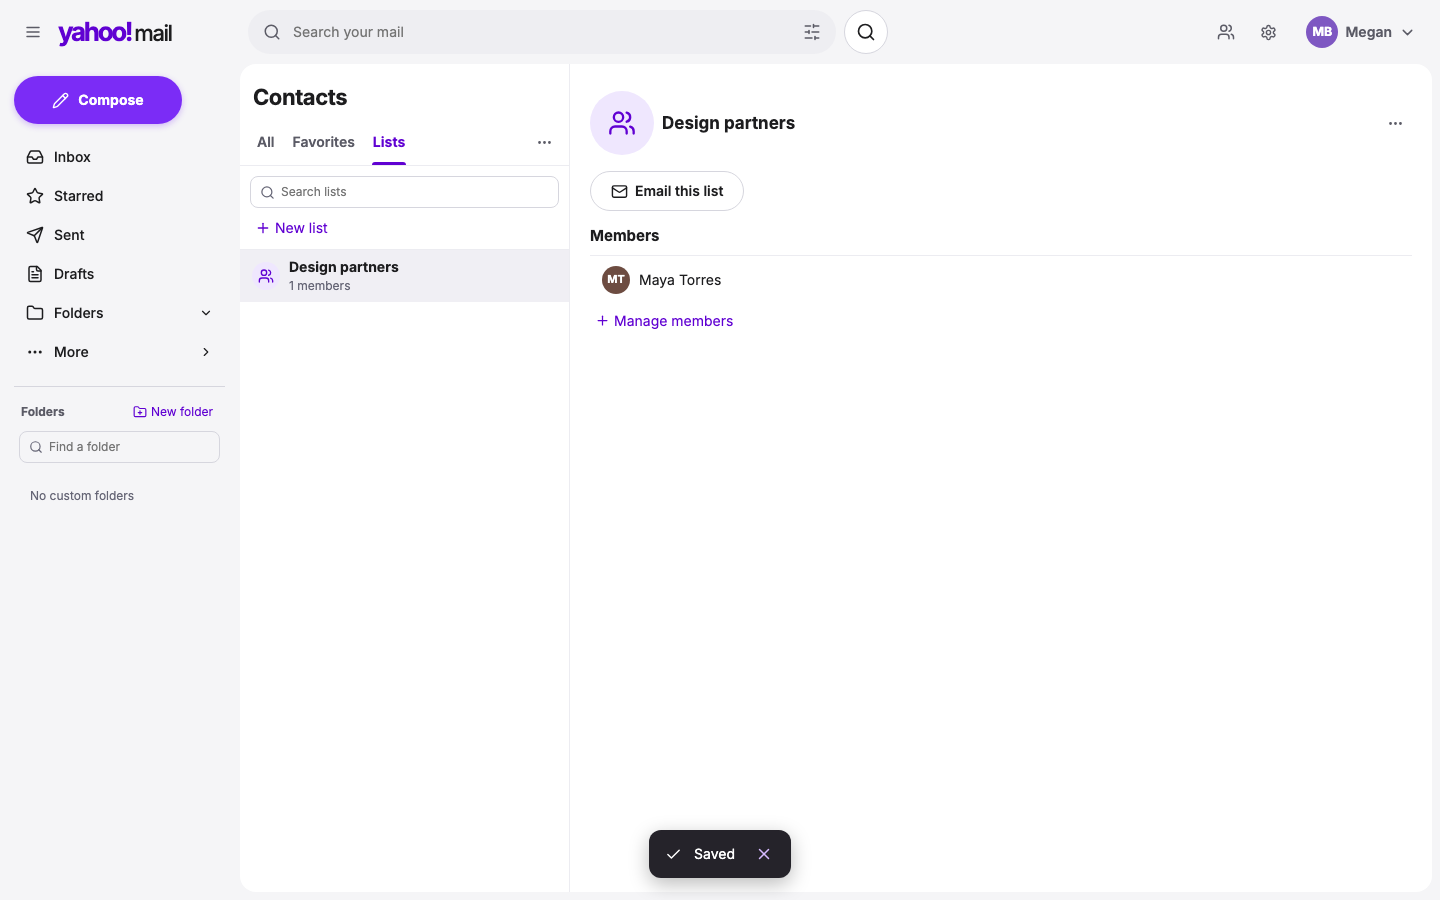 yahoo!mail
Search your mail
MB Megan
Compose
Inbox
Starred
Sent
Drafts
Folders
More
Folders
New folder
Find a folder
No custom folders
Contacts
All Favorites Lists
Search lists
New list
Design partners
1 members
Design partners
Email this list
Members
MT Maya Torres
Manage members
Saved